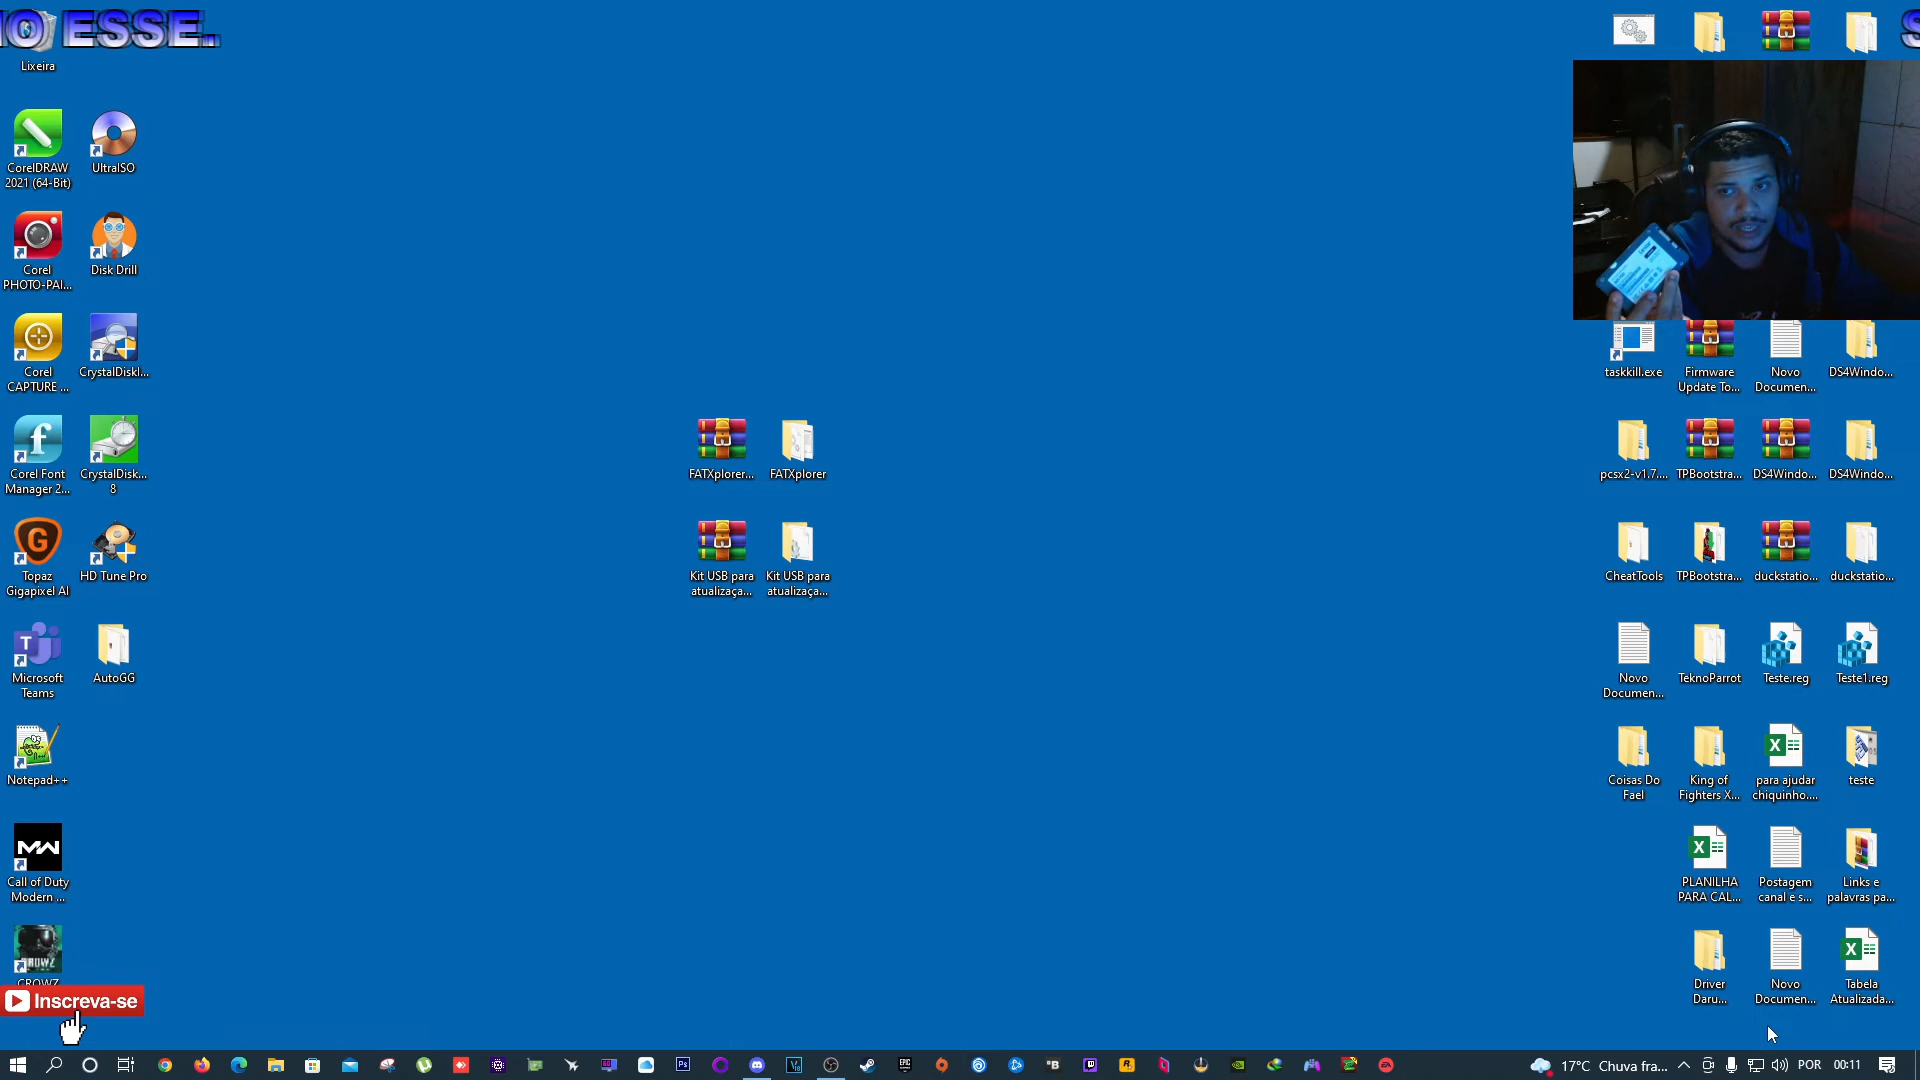 O ESSE.
Lixeira
CorelDRAW
2021 (64-Bit)
UltraISO
Corel
PHOTO-PAI...
Disk Drill
Corel
CAPTURE ...
CrystalDiskI...
Corel Font
Manager 2...
CrystalDisk...
8
Topaz
Gigapixel AI
HD Tune Pro
Microsoft
Teams
AutoGG
Notepad++
Call of Duty
Modern ...
CROWZ
Inscreva-se
FATXplorer...
FATXplorer
Kit USB para
atualizaça...
Kit USB para
atualizaça...
taskkill.exe
Firmware
Update To...
Novo
Documen...
DS4Windo...
pcsx2-v1.7....
TPBootstra...
DS4Windo...
DS4Windo...
CheatTools
TPBootstra...
duckstatio...
duckstatio...
Novo
Documen...
TeknoParrot
Teste.reg
Teste1.reg
Coisas Do
Fael
King of
Fighters X...
para ajudar
chiquinho....
teste
PLANILHA
PARA CAL...
Postagem
canal e s...
Links e
palavras pa...
Driver
Daru...
Novo
Documen...
Tabela
Atualizada...
17°C Chuva fra...
POR
00:11